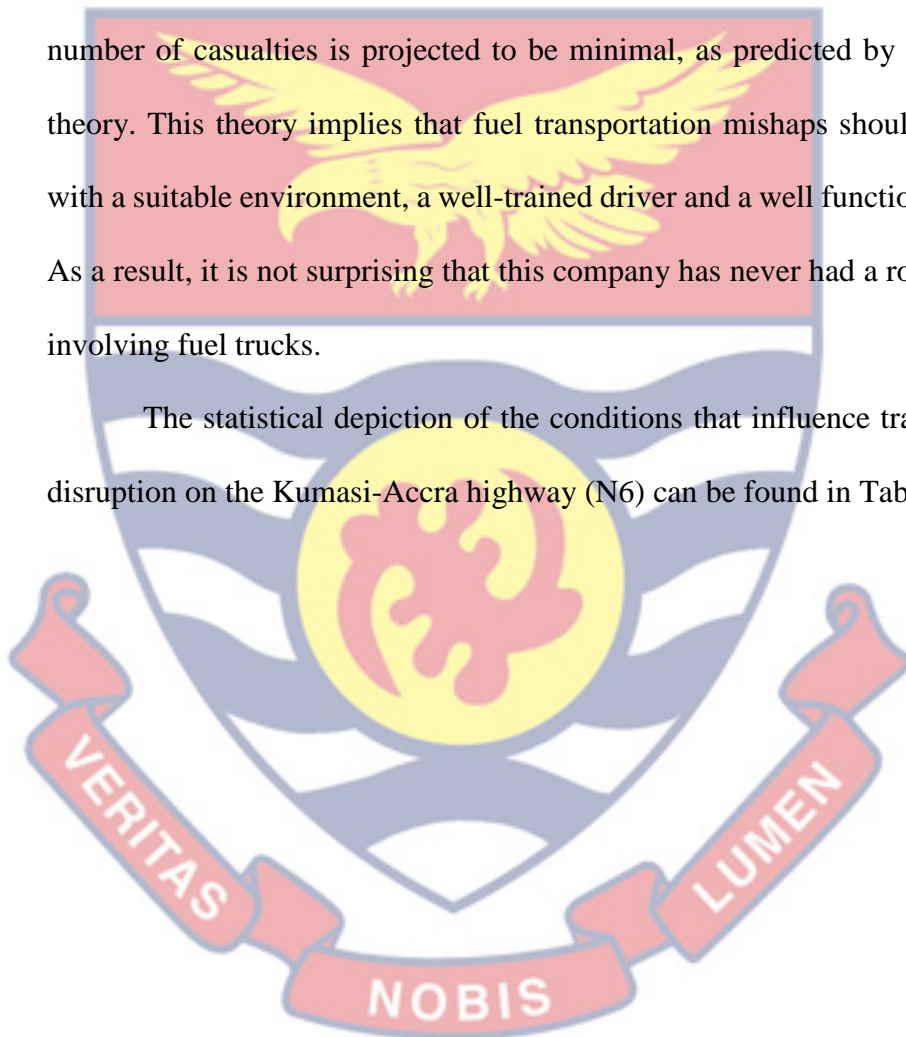 number of casualties is projected to be minimal, as predicted by
theory. This theory implies that fuel transportation mishaps shoul
with a suitable environment, a well-trained driver and a well functio
As a result, it is not surprising that this company has never had a ro
involving fuel trucks.
The statistical depiction of the conditions that influence tra
disruption on the Kumasi-Accra highway (N6) can be found in Tab
VERITAS
NOBIS
LUMEN